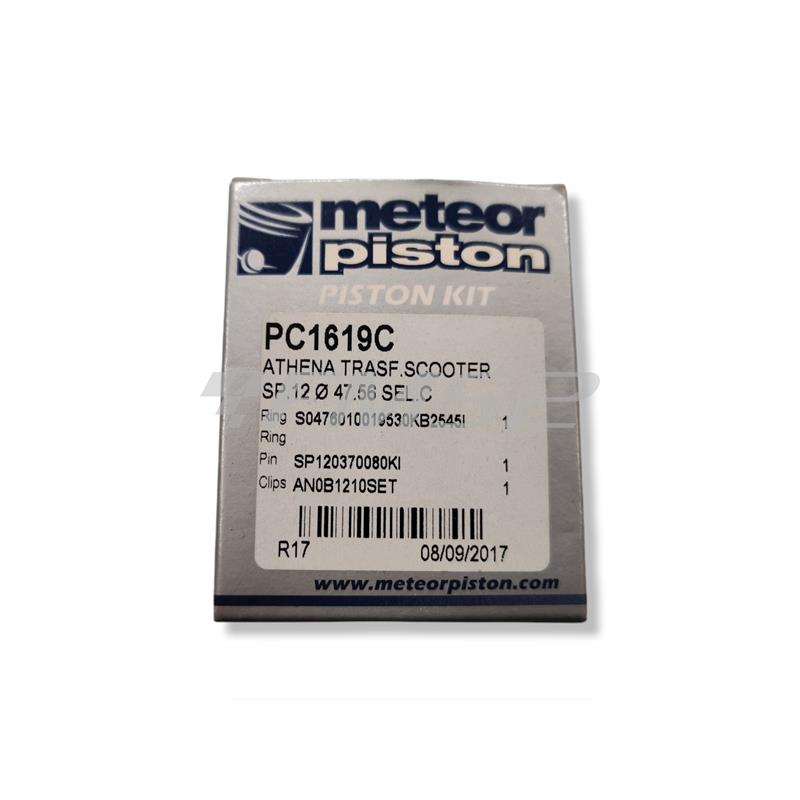 meteor
piston
PISTON KIT
PC1619C
ATHENA TRASF.SCOOTER
SP.12 Ø 47.56 SEL.C
Ring S0476010019530KB2545I 1
Ring
Pin SP120370080KI 1
Clips AN0B1210SET 1
R17 08/09/2017
www.meteorpiston.com